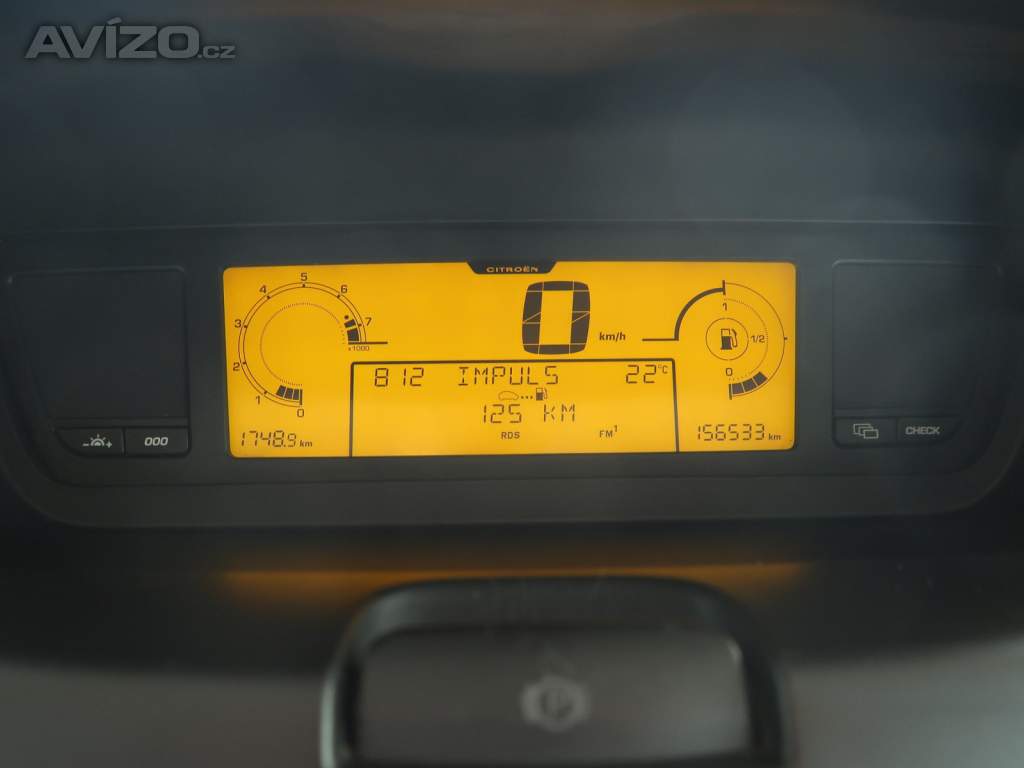 AVÍZO.cz
CITROËN
4 5 6
3 7
x1000
2
1 0
0 km/h
1
1/2
0
812 IMPULS 22°C
125 KM
RDS FM1
1748.9 km
156533 km
000
CHECK